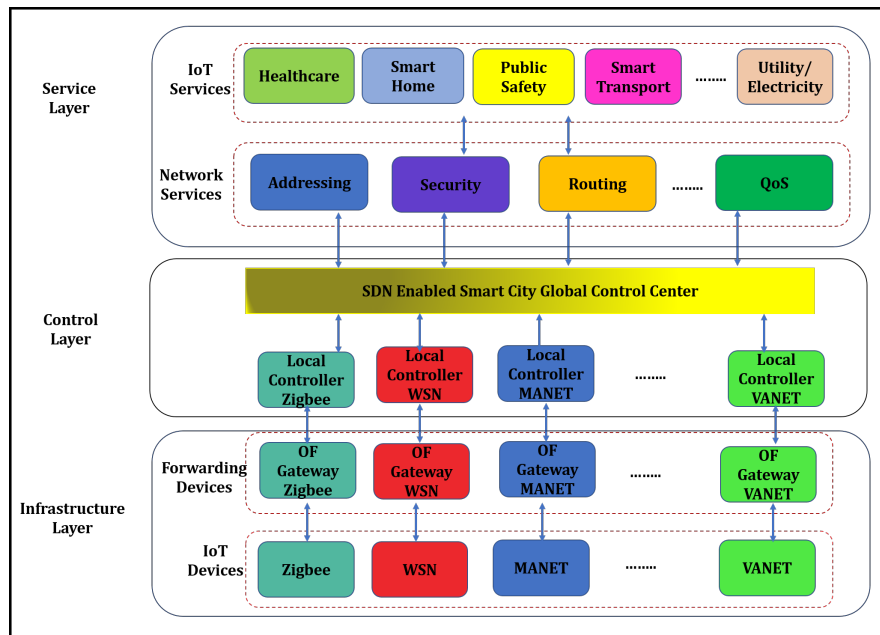 Service
Layer
IoT
Services
Healthcare
Smart
Home
Public
Safety
Smart
Transport
........
Utility/
Electricity
Network
Services
Addressing
Security
Routing
........
QoS
Control
Layer
SDN Enabled Smart City Global Control Center
Local
Controller
Zigbee
Local
Controller
WSN
Local
Controller
MANET
........
Local
Controller
VANET
Infrastructure
Layer
Forwarding
Devices
OF
Gateway
Zigbee
OF
Gateway
WSN
OF
Gateway
MANET
........
OF
Gateway
VANET
IoT
Devices
Zigbee
WSN
MANET
........
VANET